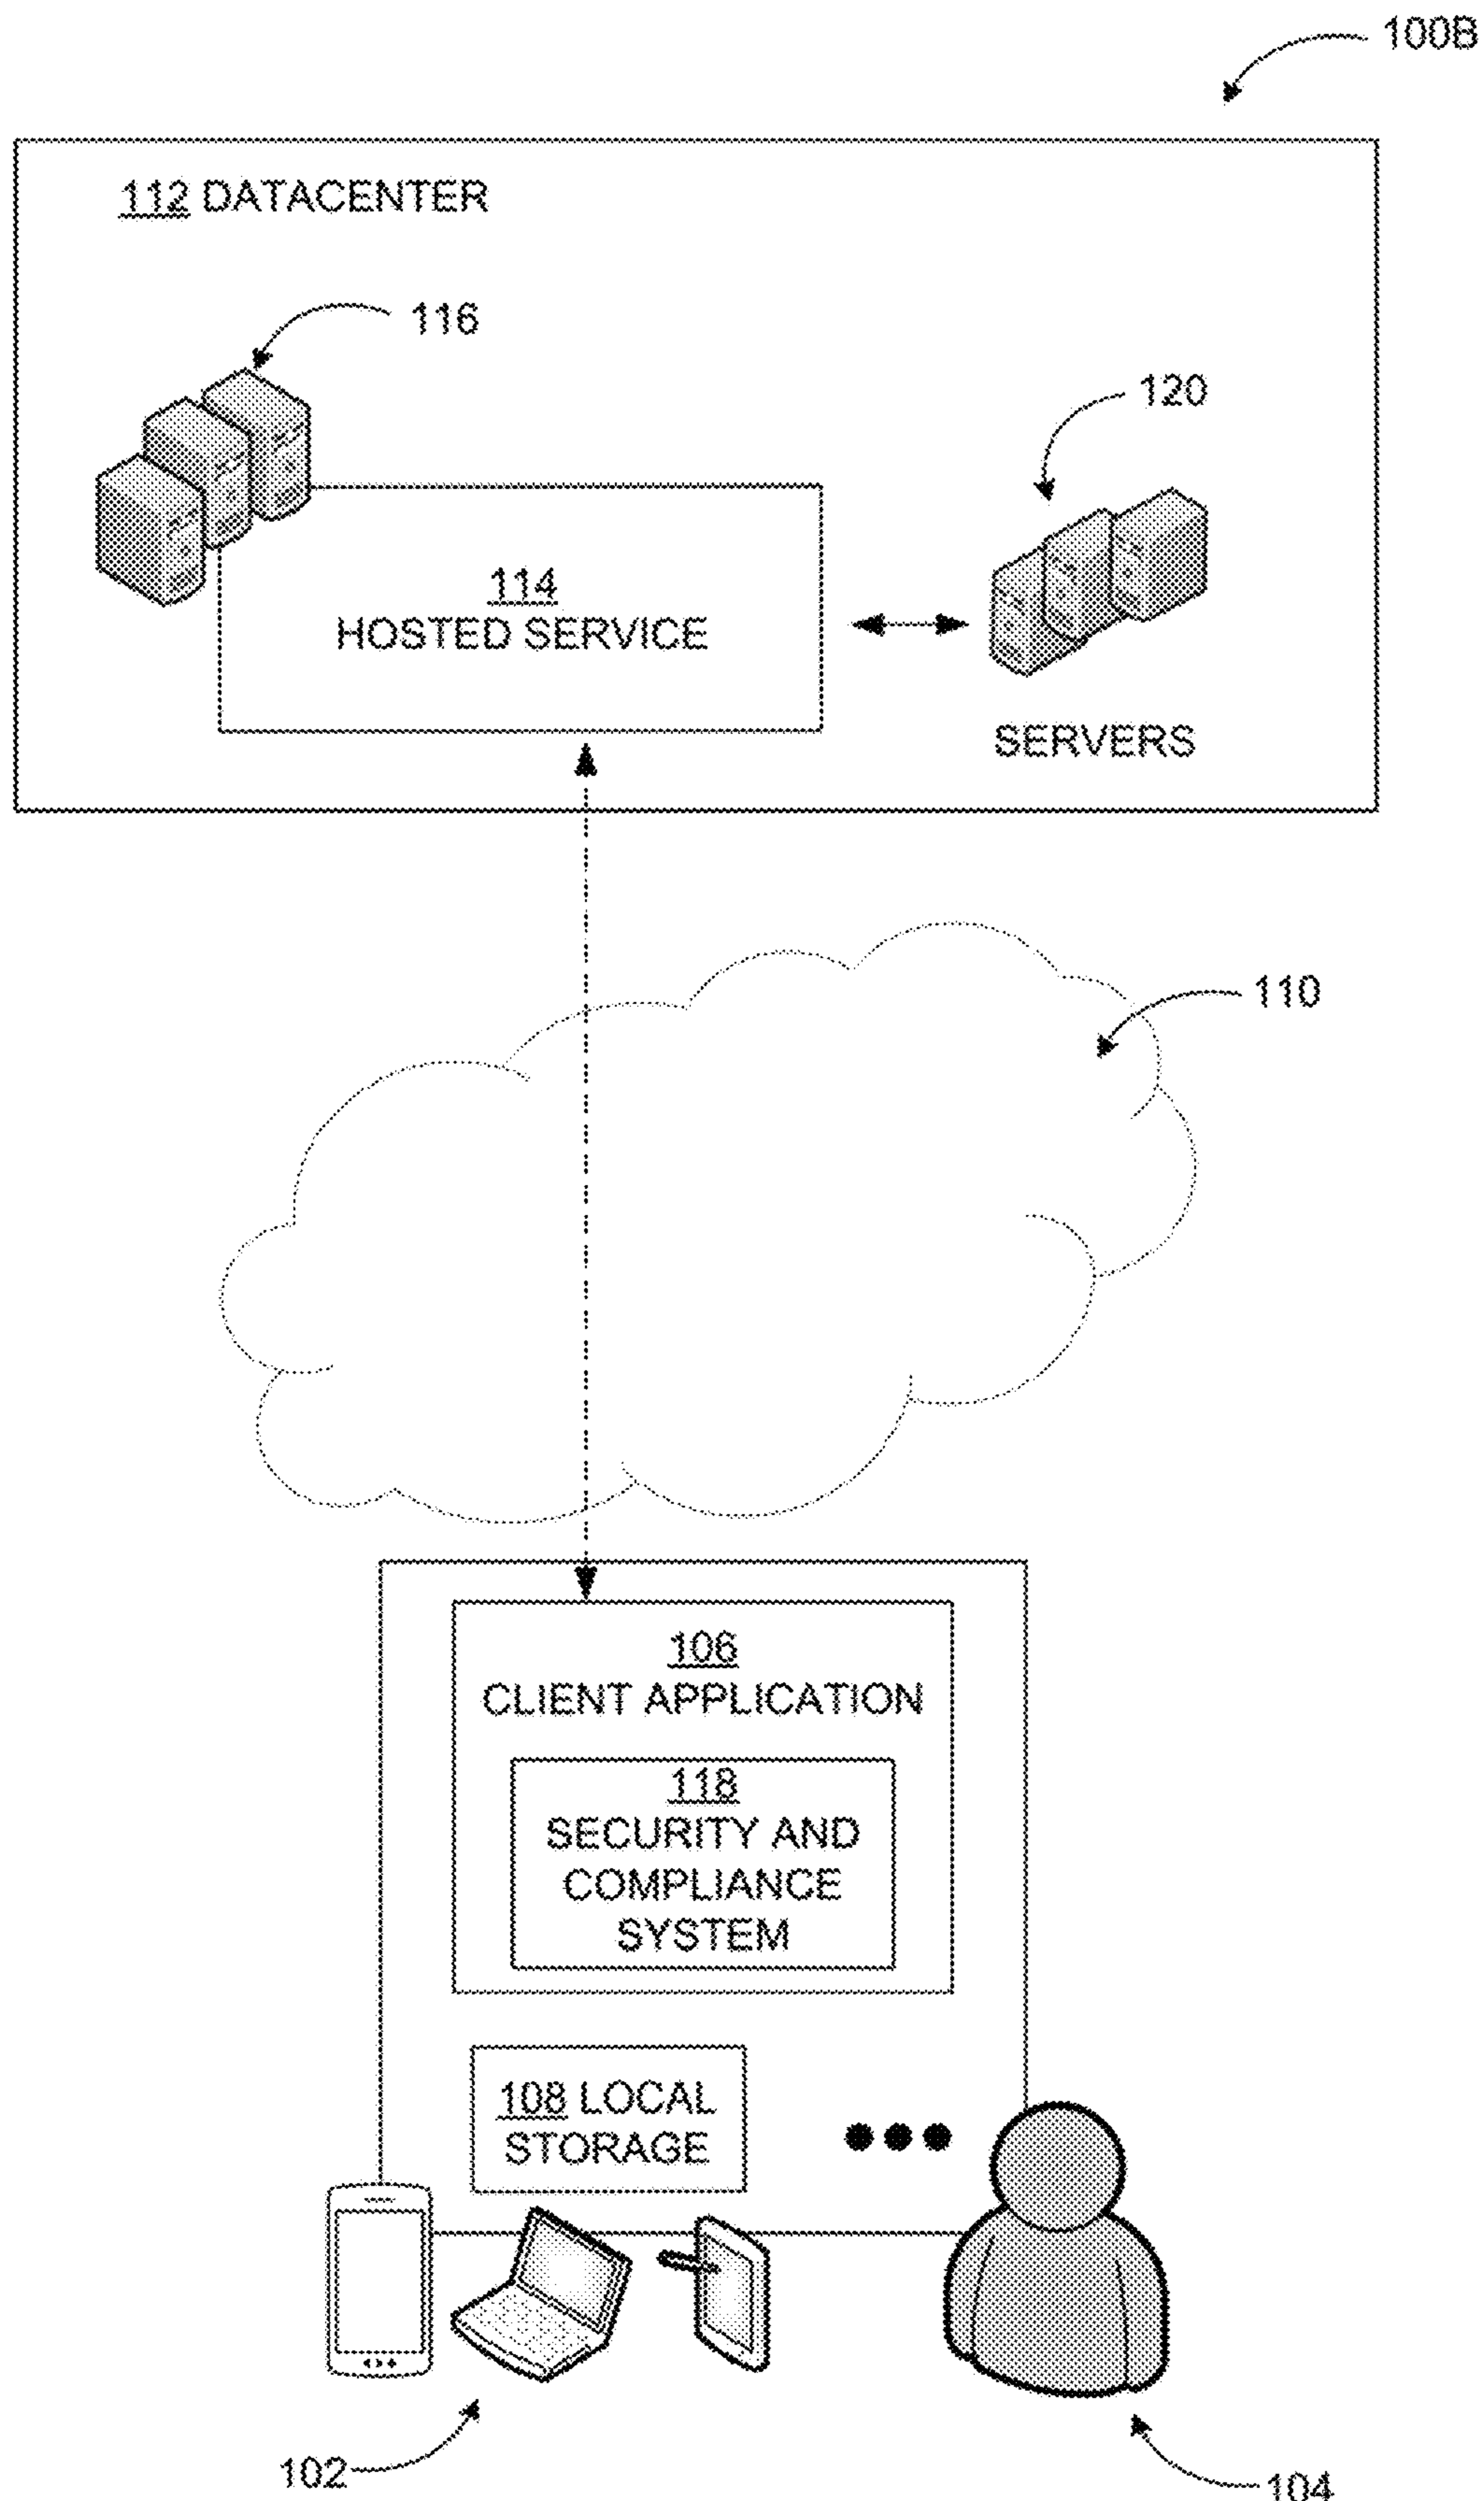 100B
112 DATACENTER
116
120
114
HOSTED SERVICE
SERVERS
110
106
CLIENT APPLICATION
118
SECURITY AND
COMPLIANCE
SYSTEM
108 LOCAL
STORAGE
102
104